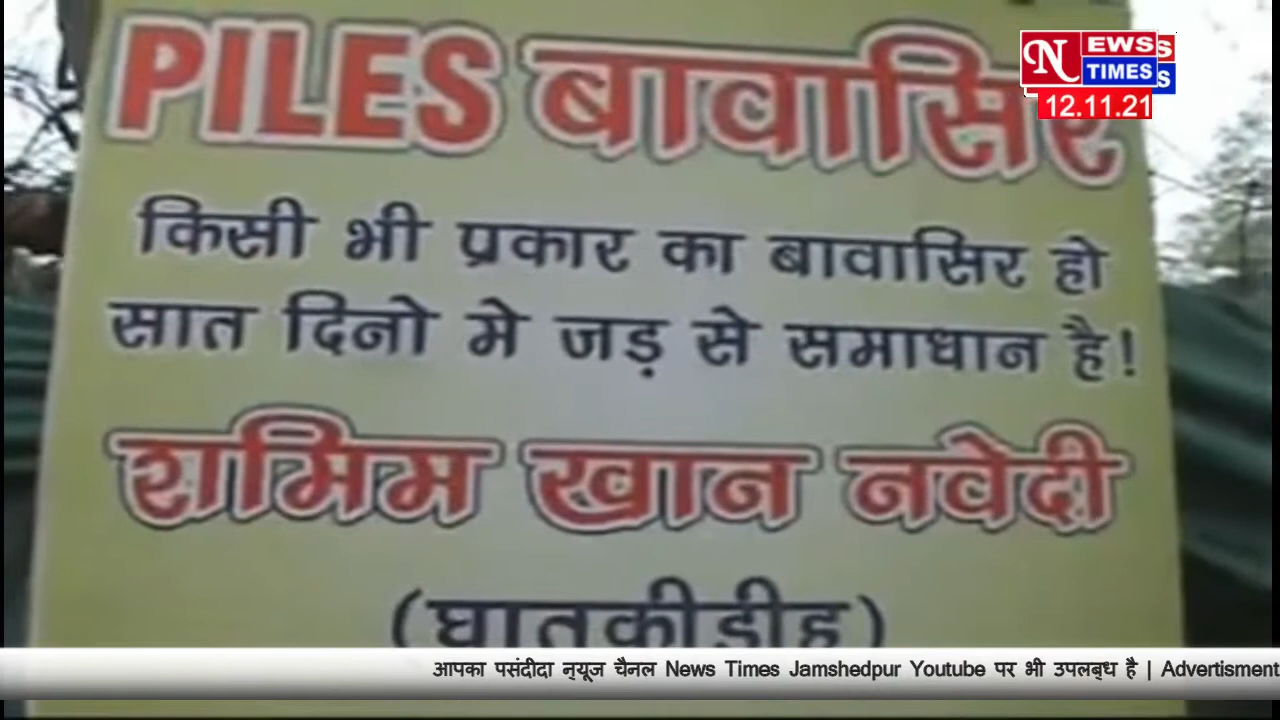 PILES बावासिर
NEWS
TIMES
12.11.21
किसी भी प्रकार का बावासिर हो
सात दिनो मे जड़ से समाधान है!
शमिम खान नवेदी
(घातकीडीह)
आपका पसंदीदा न्यूज चैनल News Times Jamshedpur Youtube पर भी उपलब्ध है | Advertisment